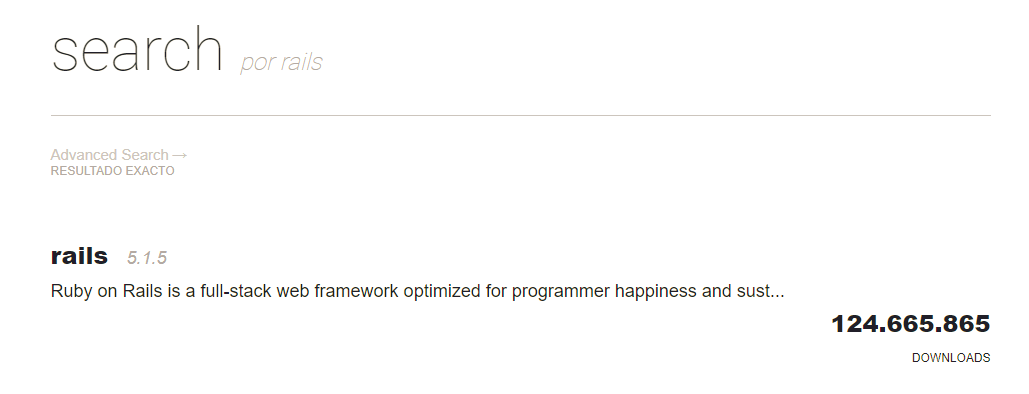 search por rails
Advanced Search →
RESULTADO EXACTO
rails 5.1.5
Ruby on Rails is a full-stack web framework optimized for programmer happiness and sust...
124.665.865
DOWNLOADS